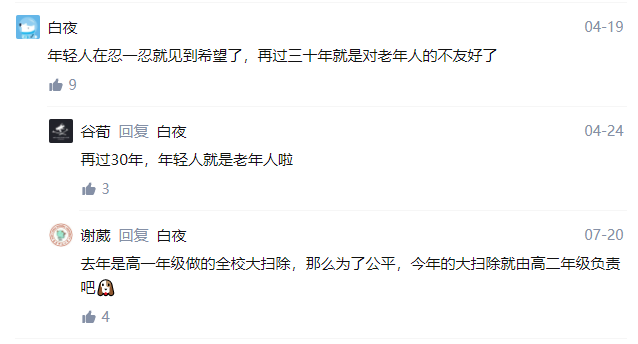 白夜 04-19
年轻人在忍一忍就见到希望了，再过三十年就是对老年人的不友好了
9
谷荀 回复 白夜 04-24
再过30年，年轻人就是老年人啦
3
谢葳 回复 白夜 07-20
去年是高一年级做的全校大扫除，那么为了公平，今年的大扫除就由高二年级负责
吧
4